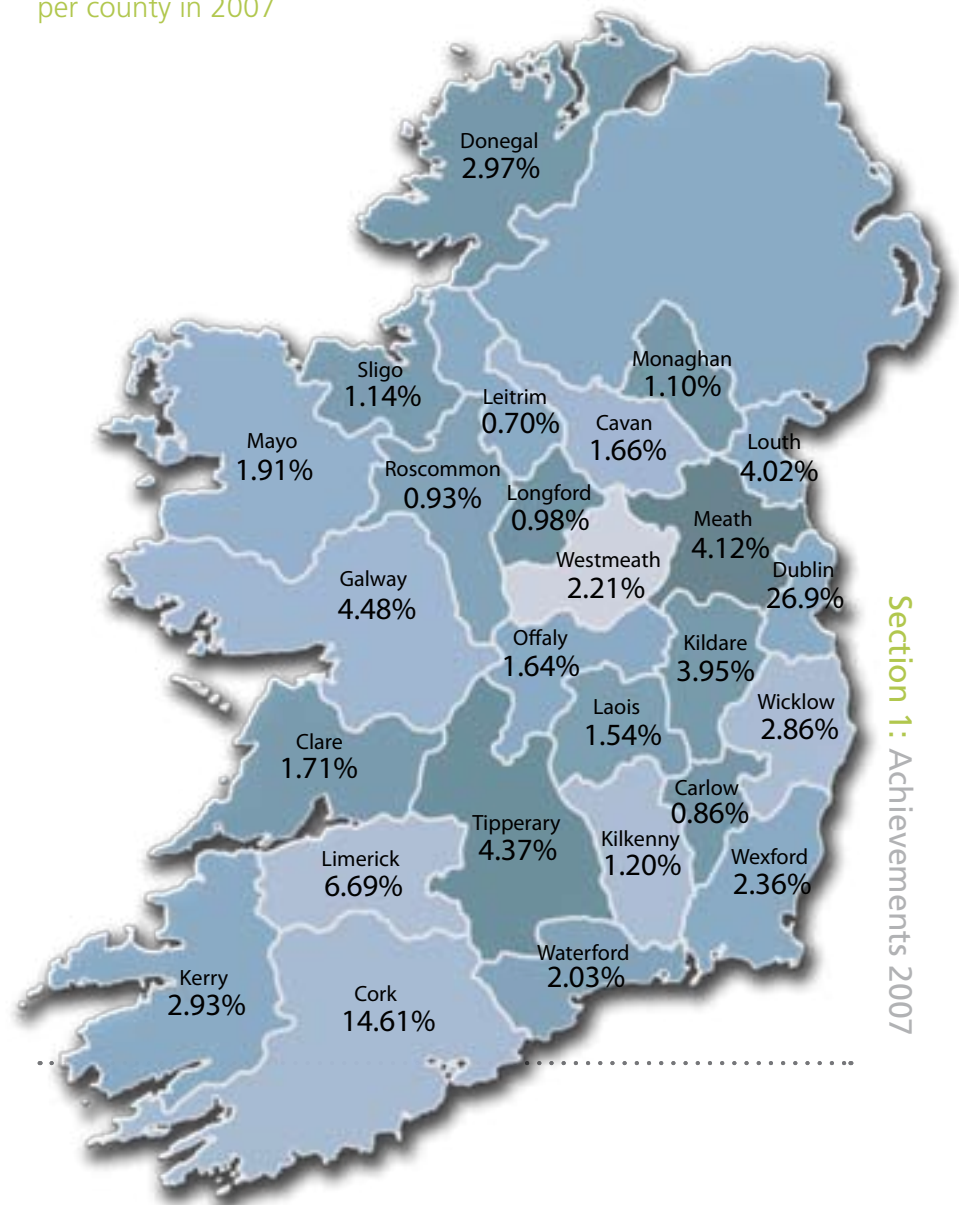 per county in 2007
Donegal
2.97%
Monaghan
1.10%
Sligo
1.14%
Leitrim
0.70%
Cavan
1.66%
Louth
4.02%
Mayo
1.91%
Roscommon
0.93%
Longford
0.98%
Meath
4.12%
Westmeath
2.21%
Dublin
26.9%
Galway
4.48%
Offaly
1.64%
Kildare
3.95%
Laois
1.54%
Wicklow
2.86%
Clare
1.71%
Carlow
0.86%
Tipperary
4.37%
Kilkenny
1.20%
Limerick
6.69%
Wexford
2.36%
Waterford
2.03%
Kerry
2.93%
Cork
14.61%
Section 1: Achievements 2007